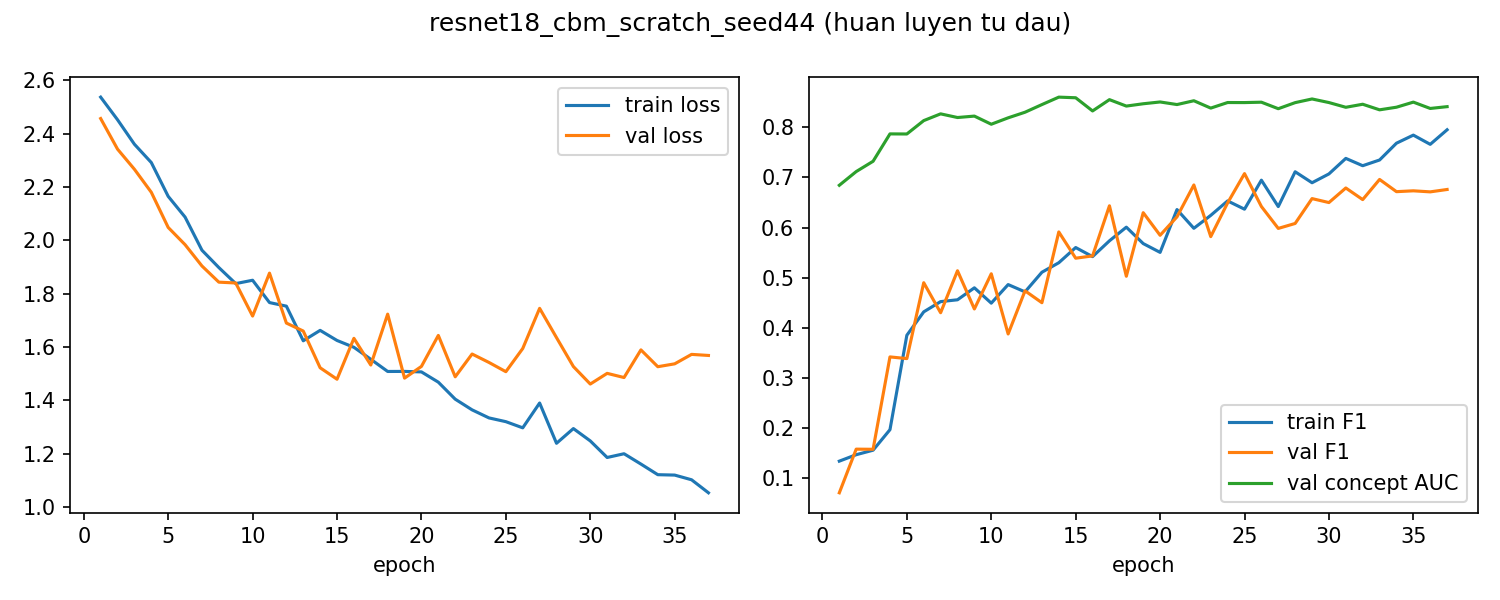 resnet18_cbm_scratch_seed44 (huan luyen tu dau)
2.6
2.4
2.2
2.0
1.8
1.6
1.4
1.2
1.0
0 5 10 15 20 25 30 35
epoch
train loss
val loss
0.8
0.7
0.6
0.5
0.4
0.3
0.2
0.1
0 5 10 15 20 25 30 35
epoch
train F1
val F1
val concept AUC